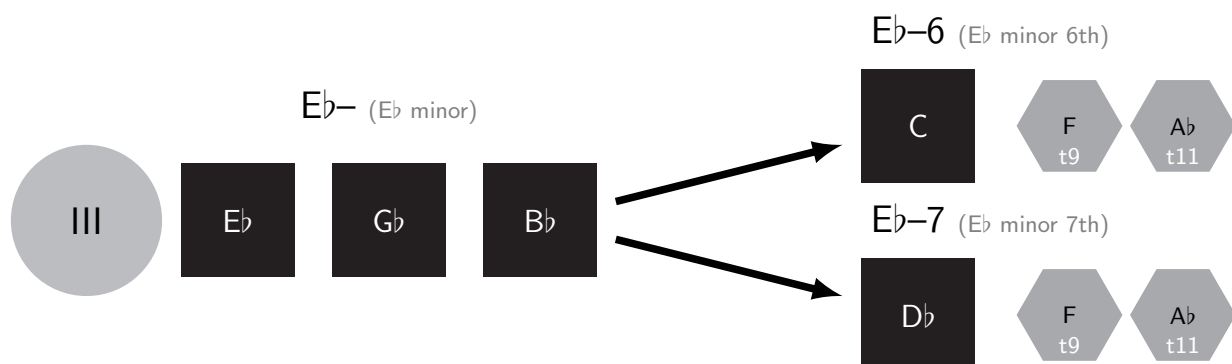 E♭–6 (E♭ minor 6th)
E♭– (E♭ minor)
C
F
t9
A♭
t11
III
E♭
G♭
B♭
E♭–7 (E♭ minor 7th)
D♭
F
t9
A♭
t11